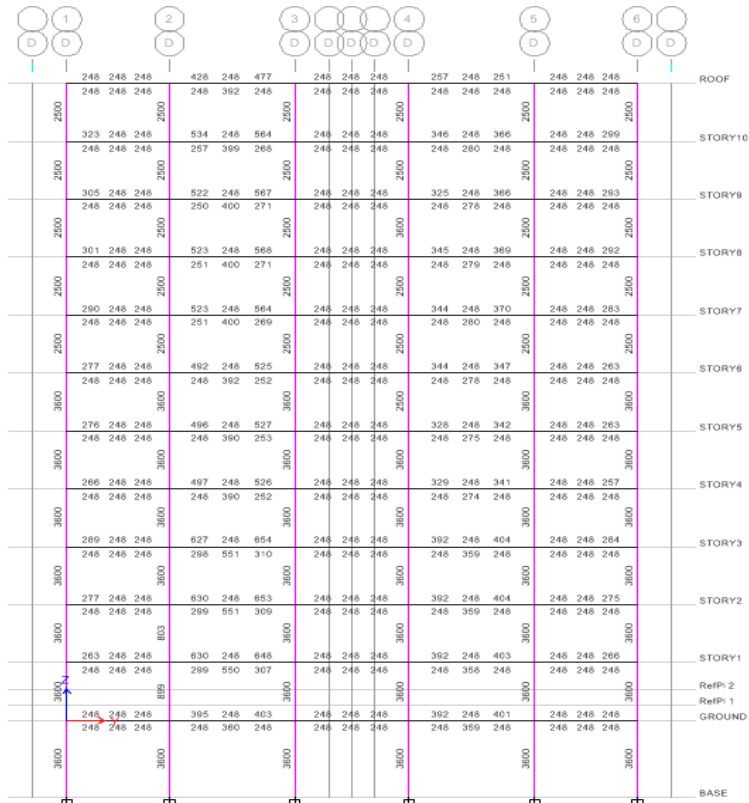 1 2 3 4 5 6
D D D D D D D D D D D
248 248 248 428 248 477 248 248 248 257 248 251 248 248 248 ROOF
248 248 248 248 392 248 248 248 248 248 248 248 248 248 248
2500 2500 2500 2500 2500 2500
323 248 248 534 248 564 248 248 248 346 248 366 248 248 299 STORY10
248 248 248 257 399 268 248 248 248 248 280 248 248 248 248
2500 2500 2500 2500 2500 2500
305 248 248 522 248 567 248 248 248 325 248 366 248 248 293 STORY9
248 248 248 250 400 271 248 248 248 248 278 248 248 248 248
2500 2500 2500 3600 2500 2500
301 248 248 523 248 568 248 248 248 345 248 369 248 248 292 STORY8
248 248 248 251 400 271 248 248 248 248 279 248 248 248 248
2500 2500 2500 2500 2500 2500
290 248 248 523 248 564 248 248 248 344 248 370 248 248 283 STORY7
248 248 248 251 400 269 248 248 248 248 280 248 248 248 248
2500 2500 2500 2500 2500 2500
277 248 248 492 248 525 248 248 248 344 248 347 248 248 263 STORY6
248 248 248 248 392 252 248 248 248 248 278 248 248 248 248
3600 3600 3600 2500 3600 3600
276 248 248 496 248 527 248 248 248 328 248 342 248 248 263 STORY5
248 248 248 248 390 253 248 248 248 248 275 248 248 248 248
3600 3600 3600 3600 3600 3600
266 248 248 497 248 526 248 248 248 329 248 341 248 248 257 STORY4
248 248 248 248 390 252 248 248 248 248 274 248 248 248 248
3600 3600 3600 3600 3600 3600
289 248 248 627 248 654 248 248 248 392 248 404 248 248 284 STORY3
248 248 248 298 551 310 248 248 248 248 359 248 248 248 248
3600 3600 3600 3600 3600 3600
277 248 248 630 248 653 248 248 248 392 248 404 248 248 275 STORY2
248 248 248 299 551 309 248 248 248 248 359 248 248 248 248
3600 803 3600 3600 3600 3600
263 248 248 630 248 648 248 248 248 392 248 403 248 248 266 STORY1
248 248 248 299 550 307 248 248 248 248 358 248 248 248 248
Z
3600 899 3600 3600 3600 3600 RefPl 2
RefPl 1
248 248 248 395 248 403 248 248 248 392 248 401 248 248 248 GROUND
Y
248 248 248 248 360 248 248 248 248 248 359 248 248 248 248
3600 3600 3600 3600 3600 3600
BASE